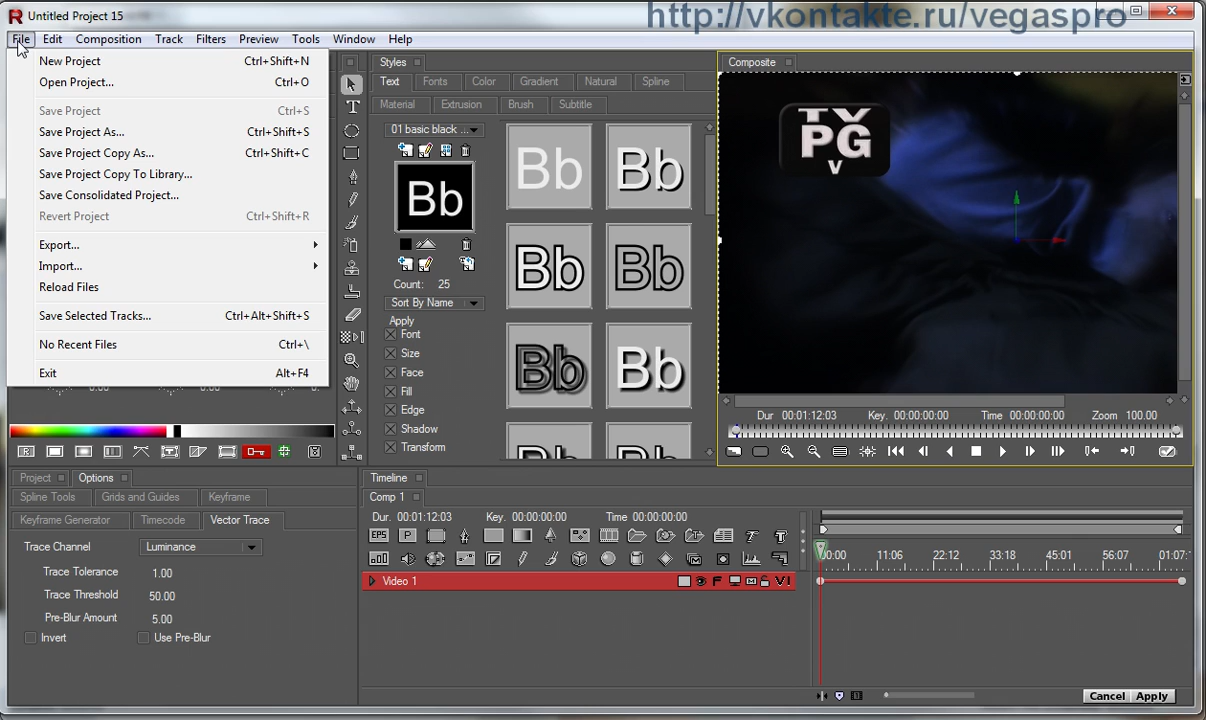 Untitled Project 15
http://vkontakte.ru/vegaspro
File Edit Composition Track Filters Preview Tools Window Help
New Project Ctrl+Shift+N
Open Project... Ctrl+O
Save Project Ctrl+S
Save Project As... Ctrl+Shift+S
Save Project Copy As... Ctrl+Shift+C
Save Project Copy To Library...
Save Consolidated Project...
Revert Project Ctrl+Shift+R
Export...
Import...
Reload Files
Save Selected Tracks... Ctrl+Alt+Shift+S
No Recent Files Ctrl+\
Exit Alt+F4
Styles
Text Fonts Color Gradient Natural Spline
Material Extrusion Brush Subtitle
01 basic black ...
Bb
Count: 25
Sort By Name
Apply
Font
Size
Face
Fill
Edge
Shadow
Transform
Bb Bb
Bb Bb
Bb Bb
Composite
TV
PG
V
Dur 00:01:12:03 Key. 00:00:00:00 Time 00:00:00:00 Zoom 100.00
Project Options
Spline Tools Grids and Guides Keyframe
Keyframe Generator Timecode Vector Trace
Trace Channel Luminance
Trace Tolerance 1.00
Trace Threshold 50.00
Pre-Blur Amount 5.00
Invert Use Pre-Blur
Timeline
Comp 1
Dur. 00:01:12:03 Key. 00:00:00:00 Time 00:00:00:00
EPS P
T T
Video 1
00:00 11:06 22:12 33:18 45:01 56:07 01:07:
Cancel Apply